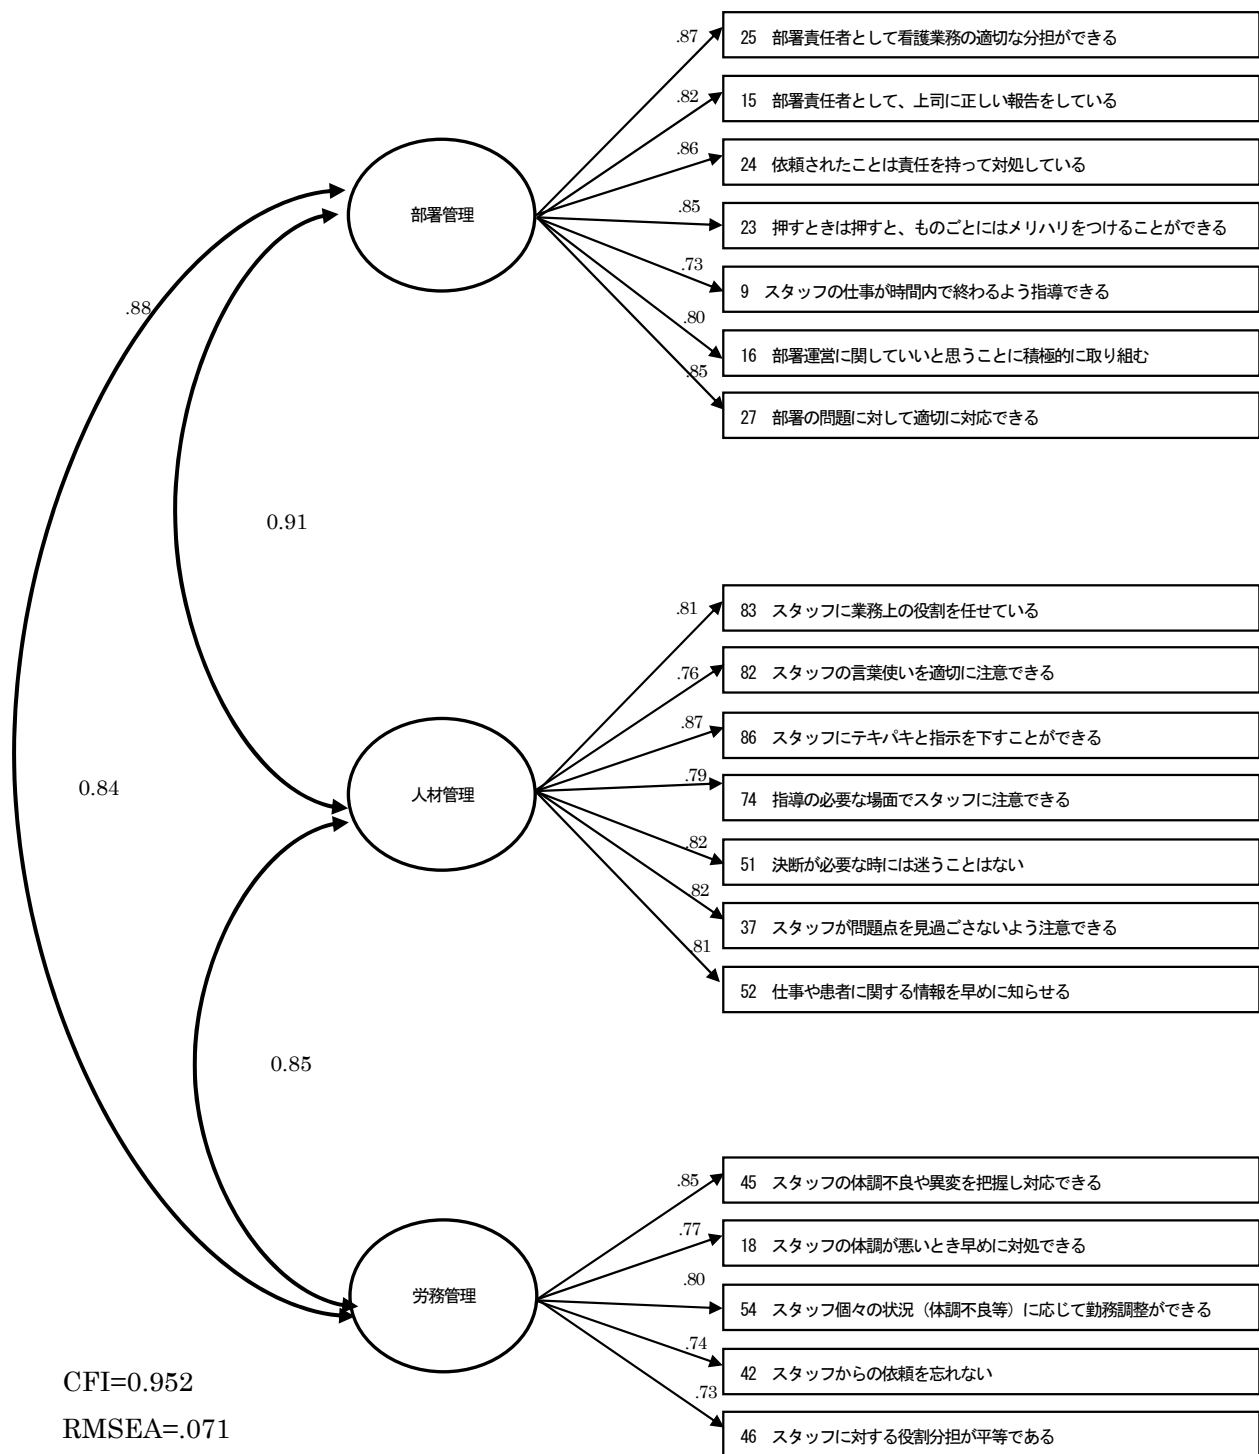 .87
25 部署責任者として看護業務の適切な分担ができる
.82
15 部署責任者として、上司に正しい報告をしている
.86
24 依頼されたことは責任を持って対処している
.85
23 押すときは押すと、ものごとにはメリハリをつけることができる
.73
9 スタッフの仕事が時間内で終わるよう指導できる
.80
16 部署運営に関していいと思うことに積極的に取り組む
.85
27 部署の問題に対して適切に対応できる
部署管理
.88
0.91
.81
83 スタッフに業務上の役割を任せている
.76
82 スタッフの言葉使いを適切に注意できる
.87
86 スタッフにテキパキと指示を下すことができる
.79
74 指導の必要な場面でスタッフに注意できる
.82
51 決断が必要な時には迷うことはない
.82
37 スタッフが問題点を見過ごさないよう注意できる
.81
52 仕事や患者に関する情報を早めに知らせる
人材管理
0.84
0.85
.85
45 スタッフの体調不良や異変を把握し対応できる
.77
18 スタッフの体調が悪いとき早めに対処できる
.80
54 スタッフ個々の状況（体調不良等）に応じて勤務調整ができる
.74
42 スタッフからの依頼を忘れない
.73
46 スタッフに対する役割分担が平等である
労務管理
CFI=0.952
RMSEA=.071